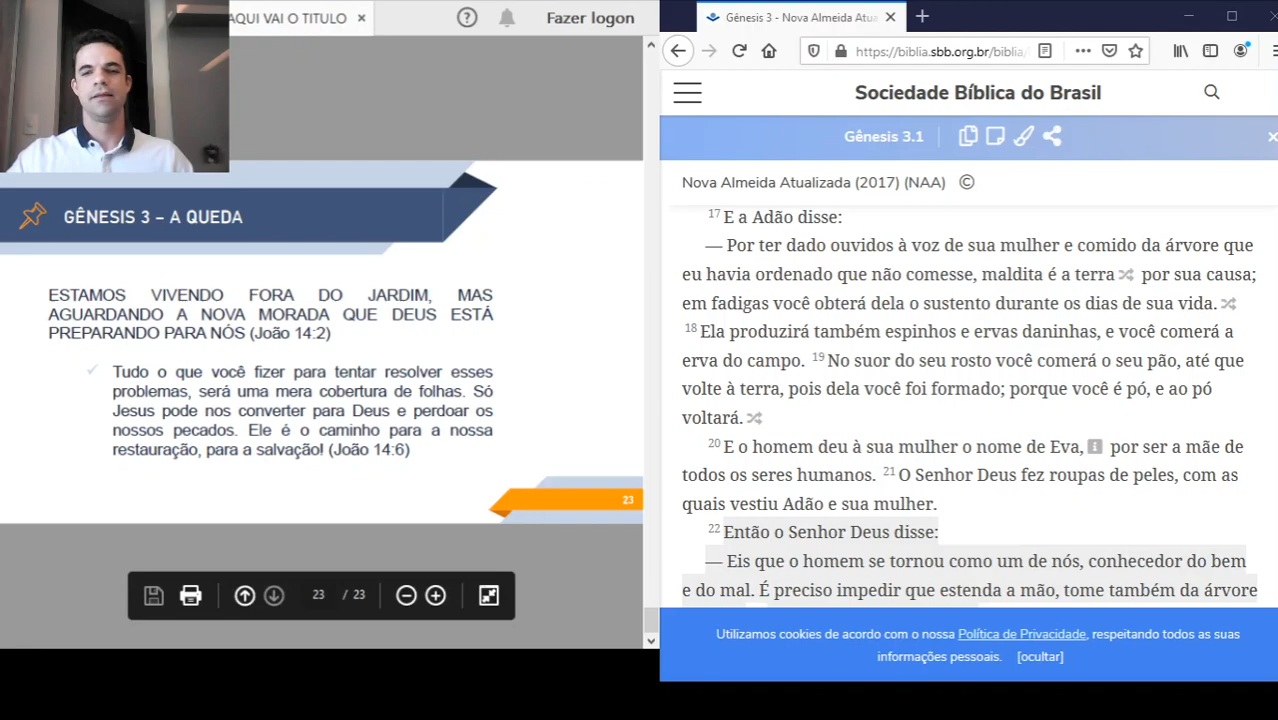 AQUI VAI O TITULO ×
Fazer logon
GÊNESIS 3 – A QUEDA
ESTAMOS VIVENDO FORA DO JARDIM, MAS
AGUARDANDO A NOVA MORADA QUE DEUS ESTÁ
PREPARANDO PARA NÓS (João 14:2)
Tudo o que você fizer para tentar resolver esses
problemas, será uma mera cobertura de folhas. Só
Jesus pode nos converter para Deus e perdoar os
nossos pecados. Ele é o caminho para a nossa
restauração, para a salvação! (João 14:6)
23
23 / 23
Gênesis 3 - Nova Almeida Atua
https://biblia.sbb.org.br/biblia/
Sociedade Bíblica do Brasil
Gênesis 3.1
Nova Almeida Atualizada (2017) (NAA) ©
17 E a Adão disse:
— Por ter dado ouvidos à voz de sua mulher e comido da árvore que
eu havia ordenado que não comesse, maldita é a terra por sua causa;
em fadigas você obterá dela o sustento durante os dias de sua vida.
18 Ela produzirá também espinhos e ervas daninhas, e você comerá a
erva do campo. 19 No suor do seu rosto você comerá o seu pão, até que
volte à terra, pois dela você foi formado; porque você é pó, e ao pó
voltará.
20 E o homem deu à sua mulher o nome de Eva, por ser a mãe de
todos os seres humanos. 21 O Senhor Deus fez roupas de peles, com as
quais vestiu Adão e sua mulher.
22 Então o Senhor Deus disse:
— Eis que o homem se tornou como um de nós, conhecedor do bem
e do mal. É preciso impedir que estenda a mão, tome também da árvore
Utilizamos cookies de acordo com o nossa Política de Privacidade, respeitando todos as suas
informações pessoais. [ocultar]